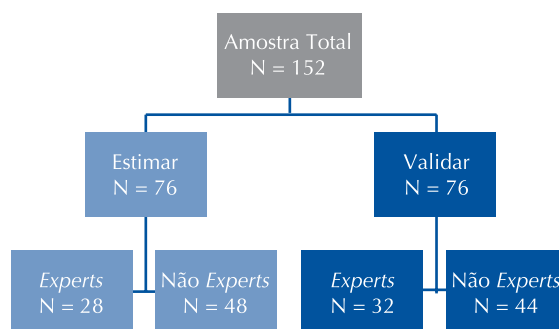 Amostra Total
N = 152
Estimar
N = 76
Validar
N = 76
Experts
N = 28
Não Experts
N = 48
Experts
N = 32
Não Experts
N = 44